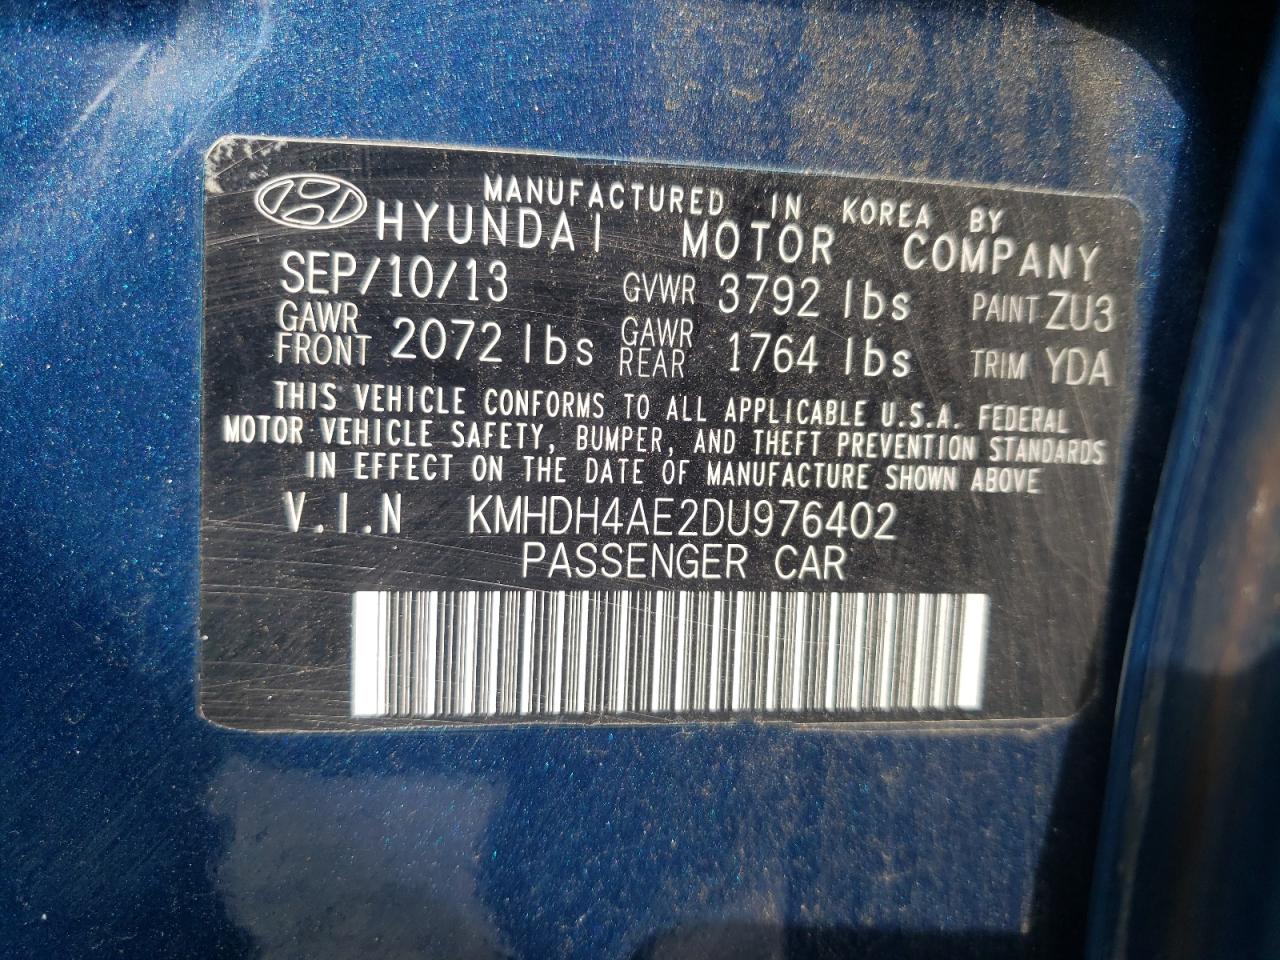 MANUFACTURED IN KOREA BY
HYUNDAI MOTOR COMPANY
SEP/10/13 GVWR 3792 lbs PAINT ZU3
GAWR FRONT 2072 lbs GAWR REAR 1764 lbs TRIM YDA
THIS VEHICLE CONFORMS TO ALL APPLICABLE U.S.A. FEDERAL
MOTOR VEHICLE SAFETY, BUMPER, AND THEFT PREVENTION STANDARDS
IN EFFECT ON THE DATE OF MANUFACTURE SHOWN ABOVE
V.I.N KMHDH4AE2DU976402
PASSENGER CAR